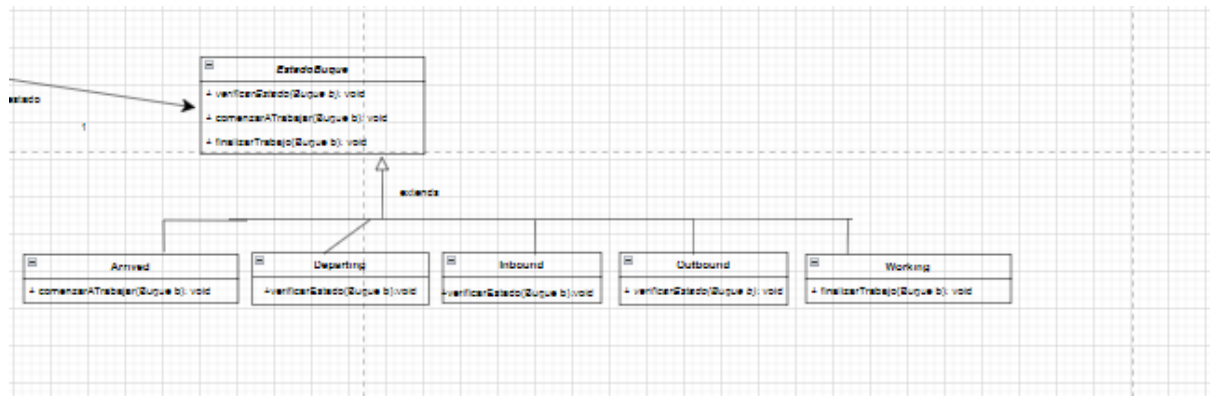 EstadoBuque
+ verificarEstado(Buque b): void
estado
+ comenzarATrabajar(Buque b): void
1
+ finalizarTrabajo(Buque b): void
extends
Arrived
+ comenzarATrabajar(Buque b): void
Departing
+verificarEstado(Buque b):void
Inbound
+verificarEstado(Buque b):void
Outbound
+ verificarEstado(Buque b): void
Working
+ finalizarTrabajo(Buque b): void